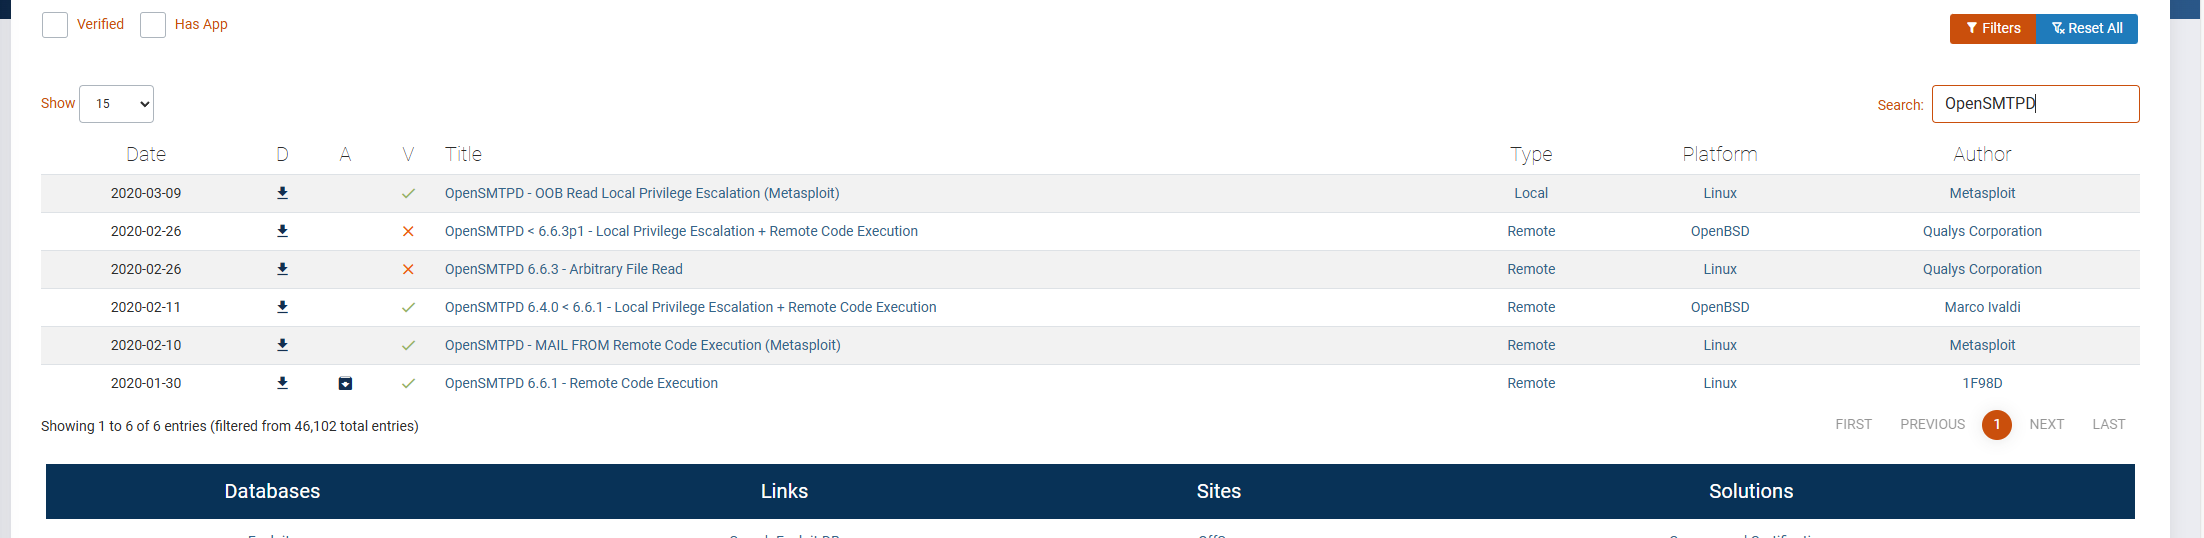 Verified Has App
Filters Reset All
Show 15 Search: OpenSMTPD
Date D A V Title Type Platform Author
2020-03-09 OpenSMTPD - OOB Read Local Privilege Escalation (Metasploit) Local Linux Metasploit
2020-02-26 OpenSMTPD < 6.6.3p1 - Local Privilege Escalation + Remote Code Execution Remote OpenBSD Qualys Corporation
2020-02-26 OpenSMTPD 6.6.3 - Arbitrary File Read Remote Linux Qualys Corporation
2020-02-11 OpenSMTPD 6.4.0 < 6.6.1 - Local Privilege Escalation + Remote Code Execution Remote OpenBSD Marco Ivaldi
2020-02-10 OpenSMTPD - MAIL FROM Remote Code Execution (Metasploit) Remote Linux Metasploit
2020-01-30 OpenSMTPD 6.6.1 - Remote Code Execution Remote Linux 1F98D
Showing 1 to 6 of 6 entries (filtered from 46,102 total entries) FIRST PREVIOUS 1 NEXT LAST
Databases Links Sites Solutions